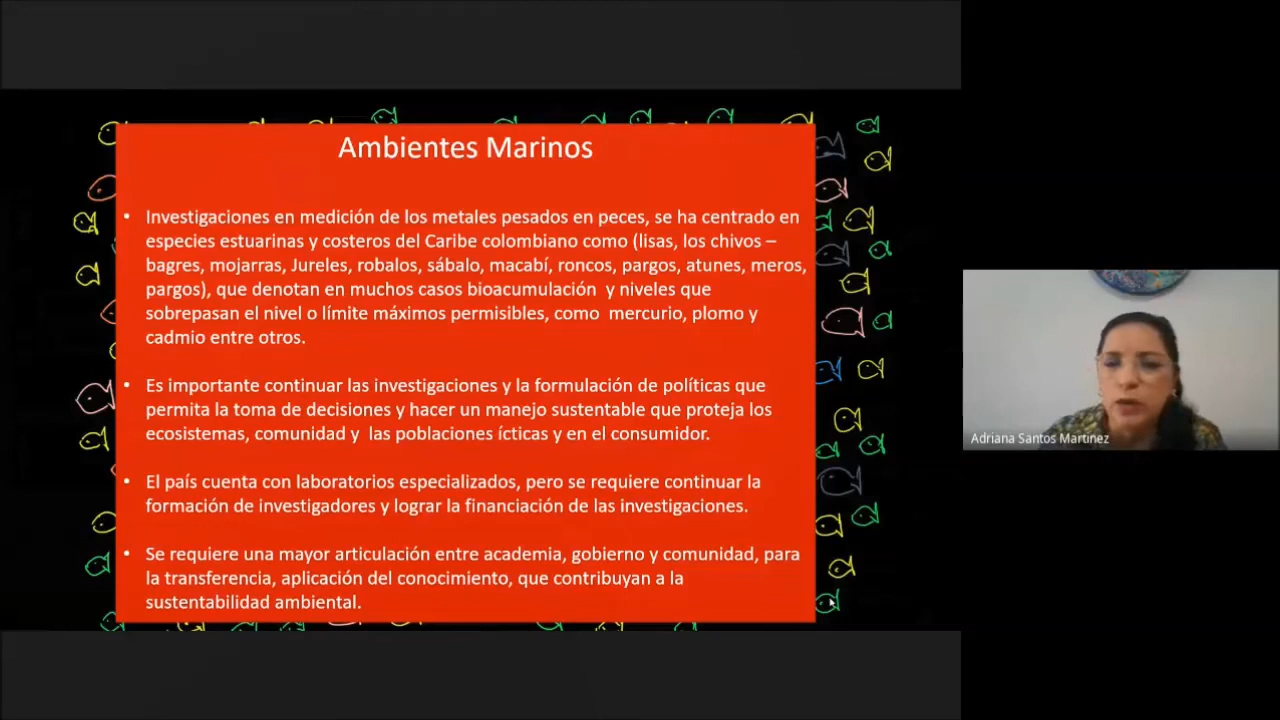 Ambientes Marinos
• Investigaciones en medición de los metales pesados en peces, se ha centrado en
especies estuarinas y costeros del Caribe colombiano como (lisas, los chivos –
bagres, mojarras, Jureles, robalos, sábalo, macabí, roncos, pargos, atunes, meros,
pargos), que denotan en muchos casos bioacumulación y niveles que
sobrepasan el nivel o límite máximos permisibles, como mercurio, plomo y
cadmio entre otros.
• Es importante continuar las investigaciones y la formulación de políticas que
permita la toma de decisiones y hacer un manejo sustentable que proteja los
ecosistemas, comunidad y las poblaciones ícticas y en el consumidor.
• El país cuenta con laboratorios especializados, pero se requiere continuar la
formación de investigadores y lograr la financiación de las investigaciones.
• Se requiere una mayor articulación entre academia, gobierno y comunidad, para
la transferencia, aplicación del conocimiento, que contribuyan a la
sustentabilidad ambiental.
Adriana Santos Martinez